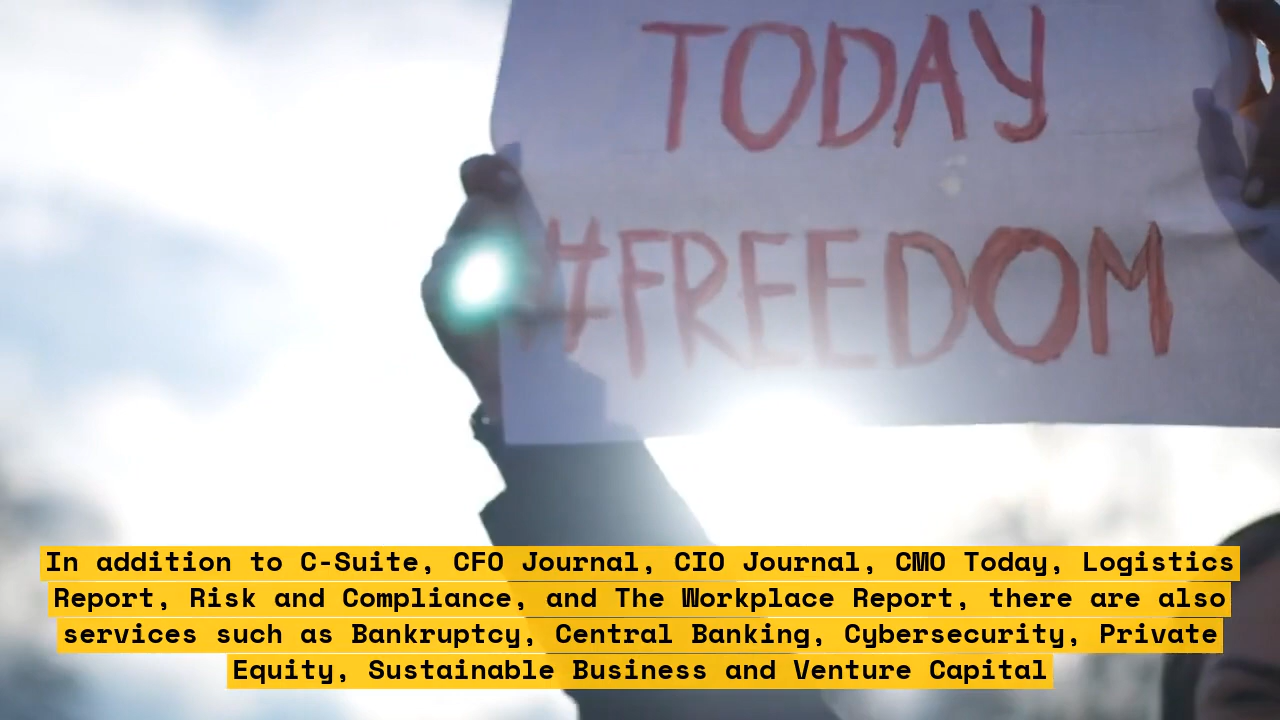 TODAY
#FREEDOM
In addition to C-Suite, CFO Journal, CIO Journal, CMO Today, Logistics
Report, Risk and Compliance, and The Workplace Report, there are also
services such as Bankruptcy, Central Banking, Cybersecurity, Private
Equity, Sustainable Business and Venture Capital